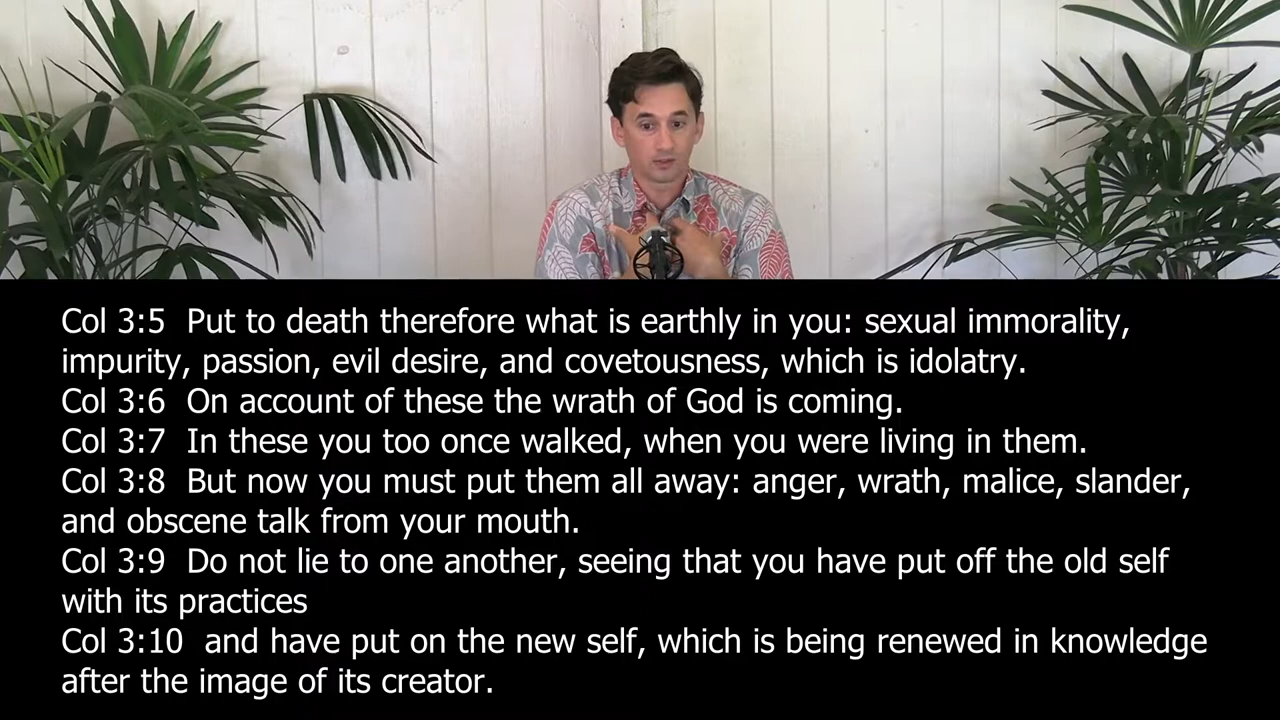 Col 3:5  Put to death therefore what is earthly in you: sexual immorality,
impurity, passion, evil desire, and covetousness, which is idolatry.
Col 3:6  On account of these the wrath of God is coming.
Col 3:7  In these you too once walked, when you were living in them.
Col 3:8  But now you must put them all away: anger, wrath, malice, slander,
and obscene talk from your mouth.
Col 3:9  Do not lie to one another, seeing that you have put off the old self
with its practices
Col 3:10  and have put on the new self, which is being renewed in knowledge
after the image of its creator.